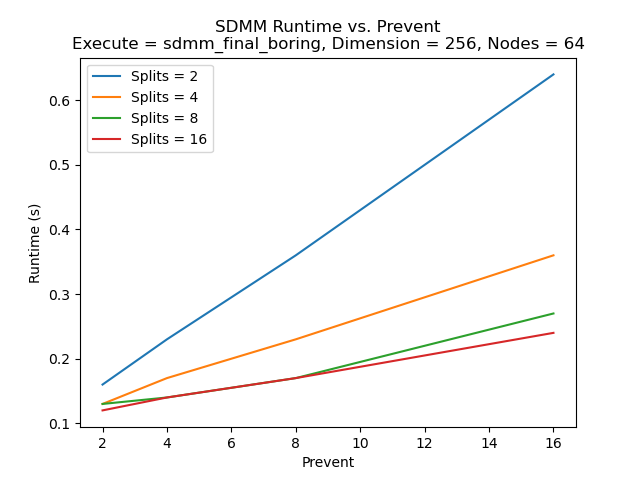 SDMM Runtime vs. Prevent
Execute = sdmm_final_boring, Dimension = 256, Nodes = 64
Splits = 2
Splits = 4
Splits = 8
Splits = 16
0.6
0.5
0.4
0.3
0.2
0.1
Runtime (s)
2 4 6 8 10 12 14 16
Prevent